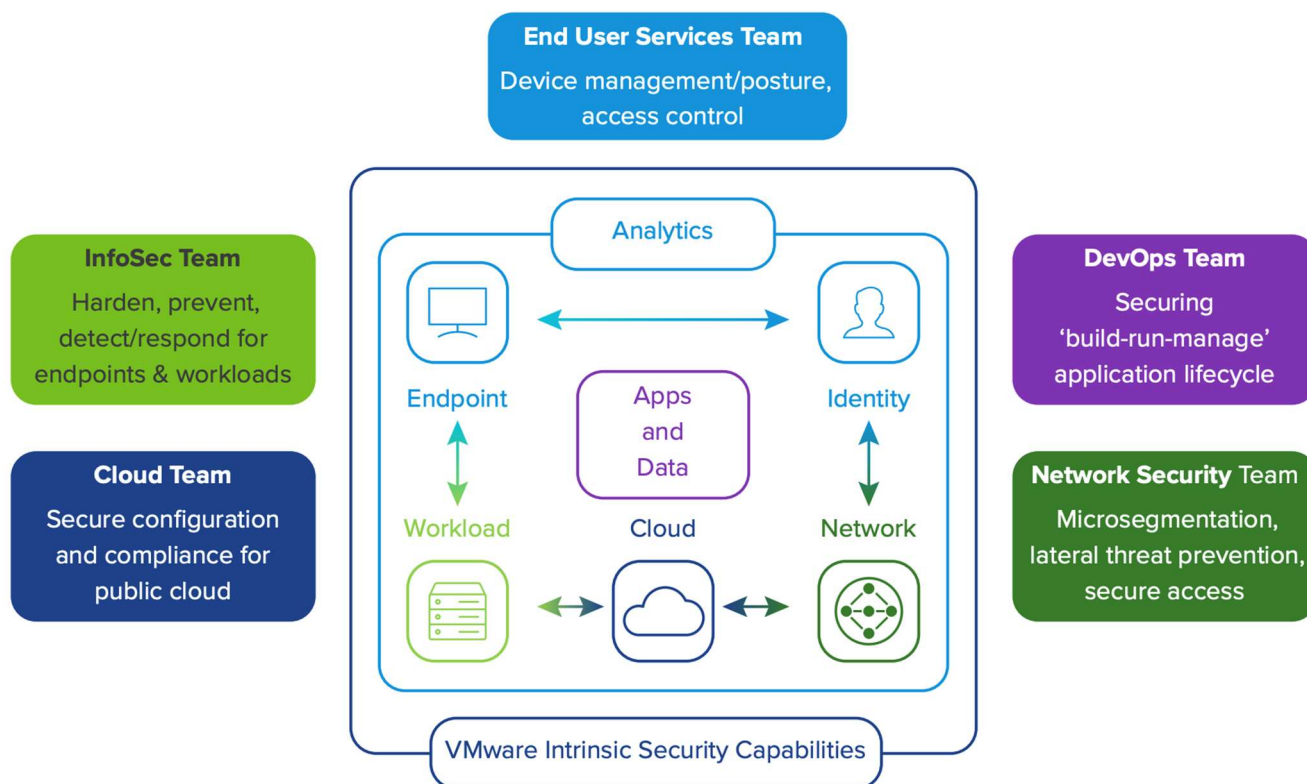 End User Services Team
Device management/posture,
access control
Analytics
InfoSec Team
Harden, prevent,
detect/respond for
endpoints & workloads
DevOps Team
Securing
‘build-run-manage’
application lifecycle
Endpoint
Apps
and
Data
Identity
Cloud Team
Secure configuration
and compliance for
public cloud
Workload
Cloud
Network
Network Security Team
Microsegmentation,
lateral threat prevention,
secure access
VMware Intrinsic Security Capabilities